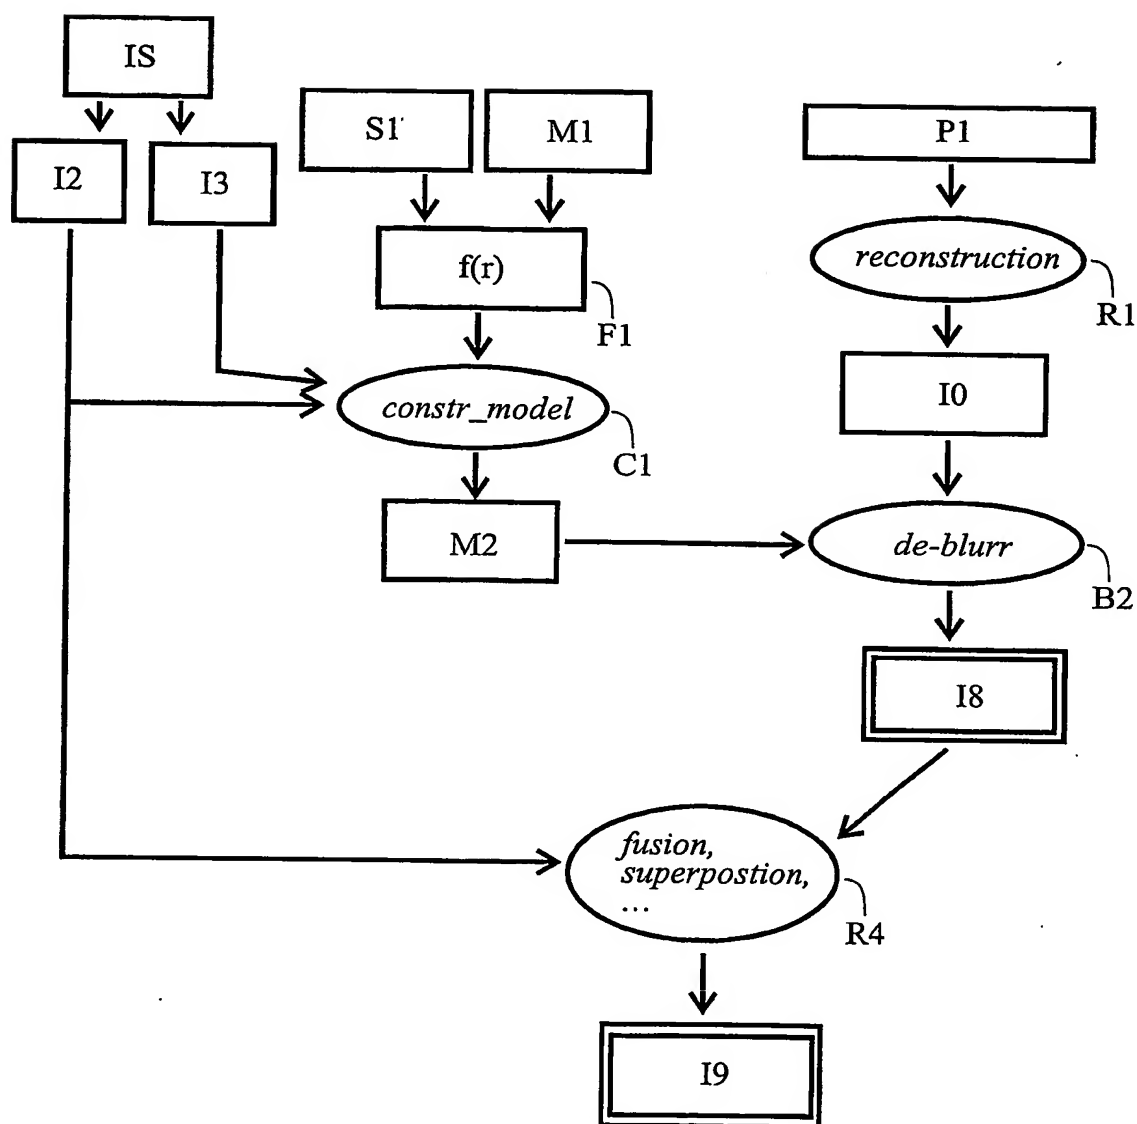 IS
S1
M1
P1
I2
I3
f(r)
F1
reconstruction
R1
I0
constr_model
C1
M2
de-blurr
B2
I8
fusion,
superpostion,
...
R4
I9